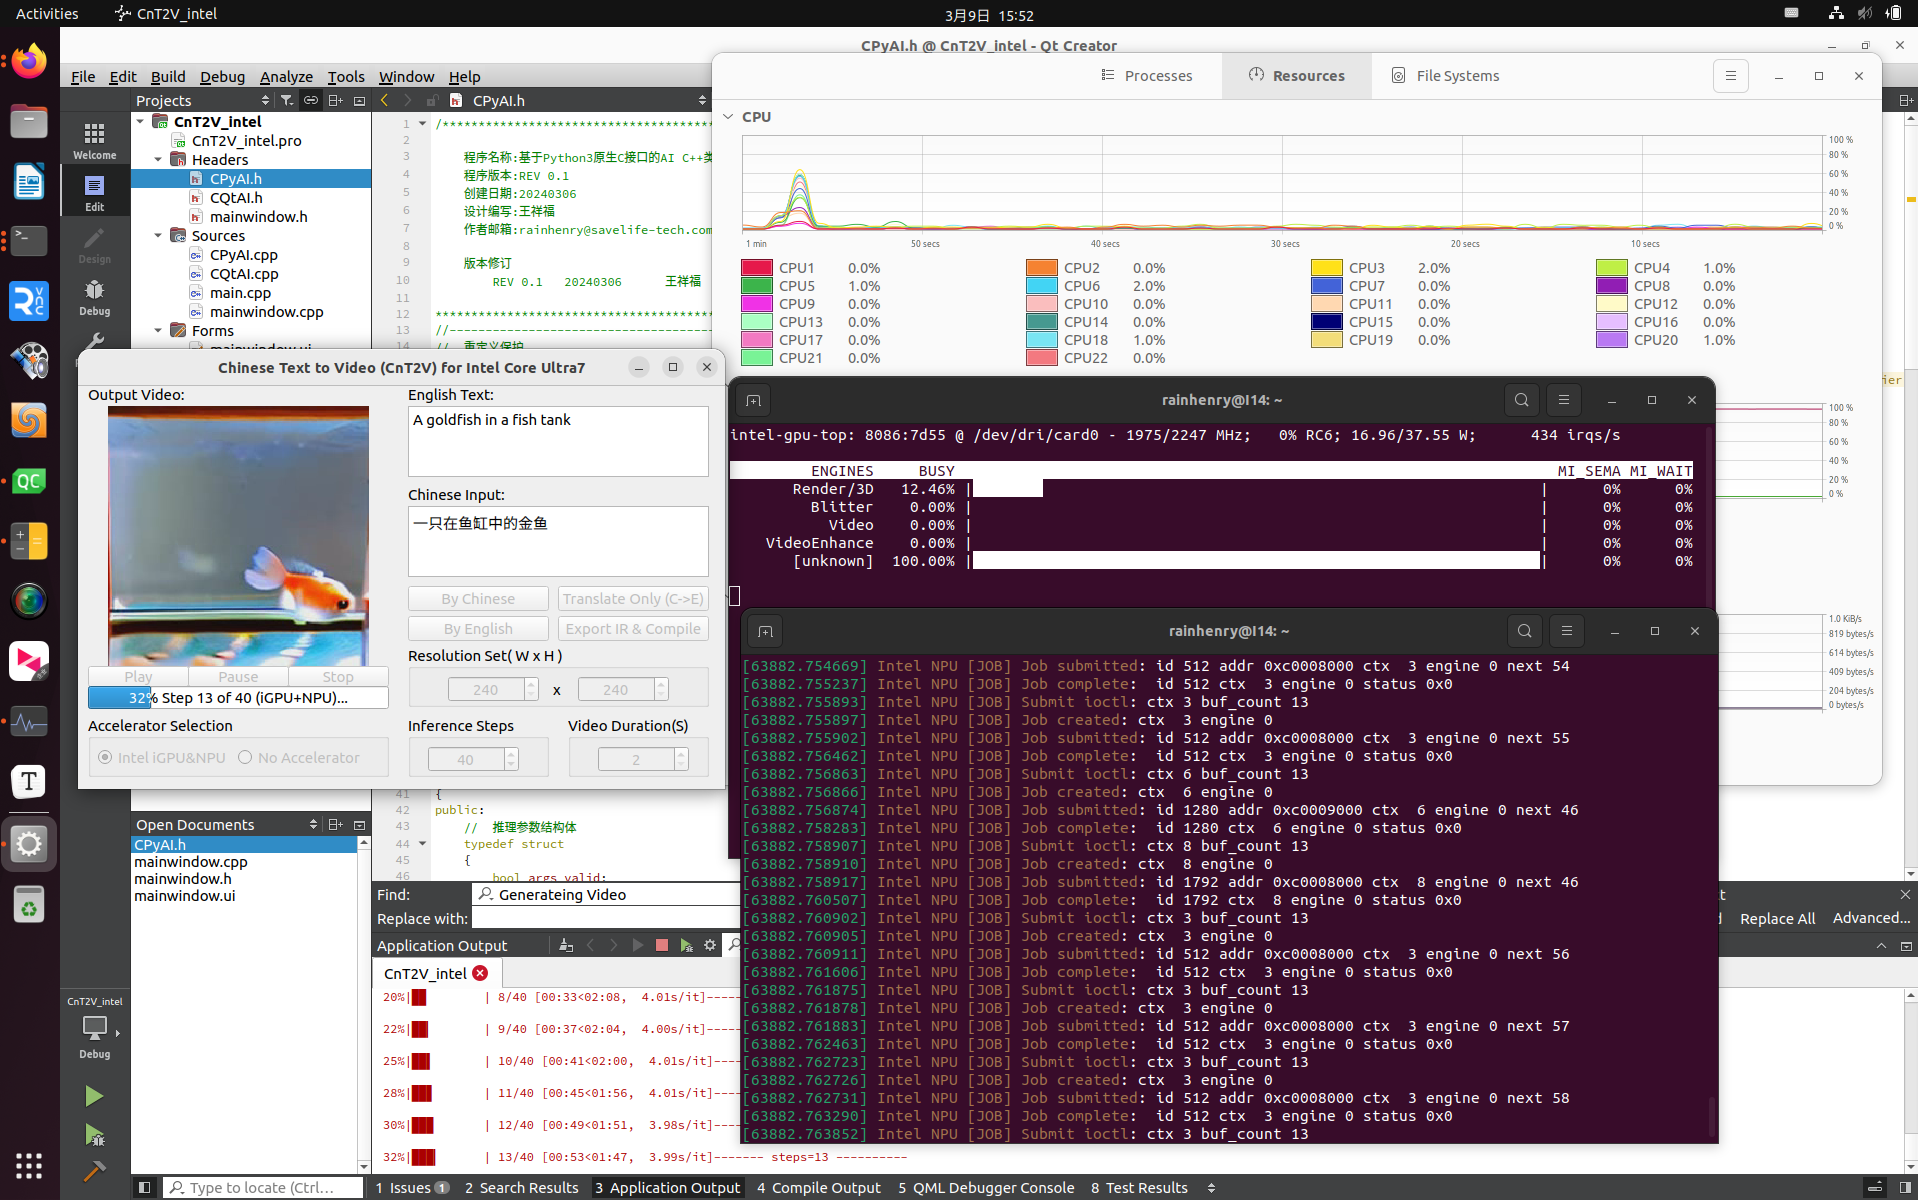 Activities
CnT2V_intel
3月9日 15:52
CPyAI.h @ CnT2V_intel - Qt Creator
File Edit Build Debug Analyze Tools Window Help
Processes
Resources
File Systems
Projects
CPyAI.h
Welcome
Edit
Design
Debug
CnT2V_intel
CnT2V_intel.pro
Headers
CPyAI.h
CQtAI.h
mainwindow.h
Sources
CPyAI.cpp
CQtAI.cpp
main.cpp
mainwindow.cpp
Forms
1 /**************************************
2
3 程序名称:基于Python3原生C接口的AI C++类
4 程序版本:REV 0.1
5 创建日期:20240306
6 设计编写:王祥福
7 作者邮箱:rainhenry@savelife-tech.com
8
9 版本修订
10 REV 0.1 20240306 王祥福
11
12 ***************************************
13 //-------------------------------------
14 // 重定义保护
CPU
100 %
80 %
60 %
40 %
20 %
0 %
1 min 50 secs 40 secs 30 secs 20 secs 10 secs
CPU1 0.0% CPU2 0.0% CPU3 2.0% CPU4 1.0%
CPU5 1.0% CPU6 2.0% CPU7 0.0% CPU8 0.0%
CPU9 0.0% CPU10 0.0% CPU11 0.0% CPU12 0.0%
CPU13 0.0% CPU14 0.0% CPU15 0.0% CPU16 0.0%
CPU17 0.0% CPU18 1.0% CPU19 0.0% CPU20 1.0%
CPU21 0.0% CPU22 0.0%
100 %
80 %
60 %
40 %
20 %
0 %
1.0 KiB/s
819 bytes/s
614 bytes/s
409 bytes/s
204 bytes/s
0 bytes/s
Chinese Text to Video (CnT2V) for Intel Core Ultra7
Output Video:
English Text:
A goldfish in a fish tank
Chinese Input:
一只在鱼缸中的金鱼
By Chinese
Translate Only (C->E)
By English
Export IR & Compile
Resolution Set( W x H )
240 x 240
Play Pause Stop
32% Step 13 of 40 (iGPU+NPU)...
Accelerator Selection
Intel iGPU&NPU No Accelerator
Inference Steps
40
Video Duration(S)
2
rainhenry@I14: ~
intel-gpu-top: 8086:7d55 @ /dev/dri/card0 - 1975/2247 MHz; 0% RC6; 16.96/37.55 W; 434 irqs/s
ENGINES BUSY MI_SEMA MI_WAIT
Render/3D 12.46% | | 0% 0%
Blitter 0.00% | | 0% 0%
Video 0.00% | | 0% 0%
VideoEnhance 0.00% | | 0% 0%
[unknown] 100.00% | | 0% 0%
rainhenry@I14: ~
[63882.754669] Intel NPU [JOB] Job submitted: id 512 addr 0xc0008000 ctx 3 engine 0 next 54
[63882.755237] Intel NPU [JOB] Job complete: id 512 ctx 3 engine 0 status 0x0
[63882.755893] Intel NPU [JOB] Submit ioctl: ctx 3 buf_count 13
[63882.755897] Intel NPU [JOB] Job created: ctx 3 engine 0
[63882.755902] Intel NPU [JOB] Job submitted: id 512 addr 0xc0008000 ctx 3 engine 0 next 55
[63882.756462] Intel NPU [JOB] Job complete: id 512 ctx 3 engine 0 status 0x0
[63882.756863] Intel NPU [JOB] Submit ioctl: ctx 6 buf_count 13
[63882.756866] Intel NPU [JOB] Job created: ctx 6 engine 0
[63882.756874] Intel NPU [JOB] Job submitted: id 1280 addr 0xc0009000 ctx 6 engine 0 next 46
[63882.758283] Intel NPU [JOB] Job complete: id 1280 ctx 6 engine 0 status 0x0
[63882.758907] Intel NPU [JOB] Submit ioctl: ctx 8 buf_count 13
[63882.758910] Intel NPU [JOB] Job created: ctx 8 engine 0
[63882.758917] Intel NPU [JOB] Job submitted: id 1792 addr 0xc0008000 ctx 8 engine 0 next 46
[63882.760507] Intel NPU [JOB] Job complete: id 1792 ctx 8 engine 0 status 0x0
[63882.760902] Intel NPU [JOB] Submit ioctl: ctx 3 buf_count 13
[63882.760905] Intel NPU [JOB] Job created: ctx 3 engine 0
[63882.760911] Intel NPU [JOB] Job submitted: id 512 addr 0xc0008000 ctx 3 engine 0 next 56
[63882.761606] Intel NPU [JOB] Job complete: id 512 ctx 3 engine 0 status 0x0
[63882.761875] Intel NPU [JOB] Submit ioctl: ctx 3 buf_count 13
[63882.761878] Intel NPU [JOB] Job created: ctx 3 engine 0
[63882.761883] Intel NPU [JOB] Job submitted: id 512 addr 0xc0008000 ctx 3 engine 0 next 57
[63882.762463] Intel NPU [JOB] Job complete: id 512 ctx 3 engine 0 status 0x0
[63882.762723] Intel NPU [JOB] Submit ioctl: ctx 3 buf_count 13
[63882.762726] Intel NPU [JOB] Job created: ctx 3 engine 0
[63882.762731] Intel NPU [JOB] Job submitted: id 512 addr 0xc0008000 ctx 3 engine 0 next 58
[63882.763290] Intel NPU [JOB] Job complete: id 512 ctx 3 engine 0 status 0x0
[63882.763852] Intel NPU [JOB] Submit ioctl: ctx 3 buf_count 13
41 {
42 public:
43 // 推理参数结构体
44 typedef struct
45 {
46 bool args_valid;
Open Documents
CPyAI.h
mainwindow.cpp
mainwindow.h
mainwindow.ui
Find: Generateing Video
Replace with:
Replace All Advanced...
Application Output
CnT2V_intel
20%| | 8/40 [00:33<02:08, 4.01s/it]-----
22%| | 9/40 [00:37<02:04, 4.00s/it]-----
25%| | 10/40 [00:41<02:00, 4.01s/it]----
28%| | 11/40 [00:45<01:56, 4.01s/it]----
30%| | 12/40 [00:49<01:51, 3.98s/it]----
32%| | 13/40 [00:53<01:47, 3.99s/it]------- steps=13 ----------
CnT2V_intel
Debug
Type to locate (Ctrl...
1 Issues 1 2 Search Results 3 Application Output 4 Compile Output 5 QML Debugger Console 8 Test Results